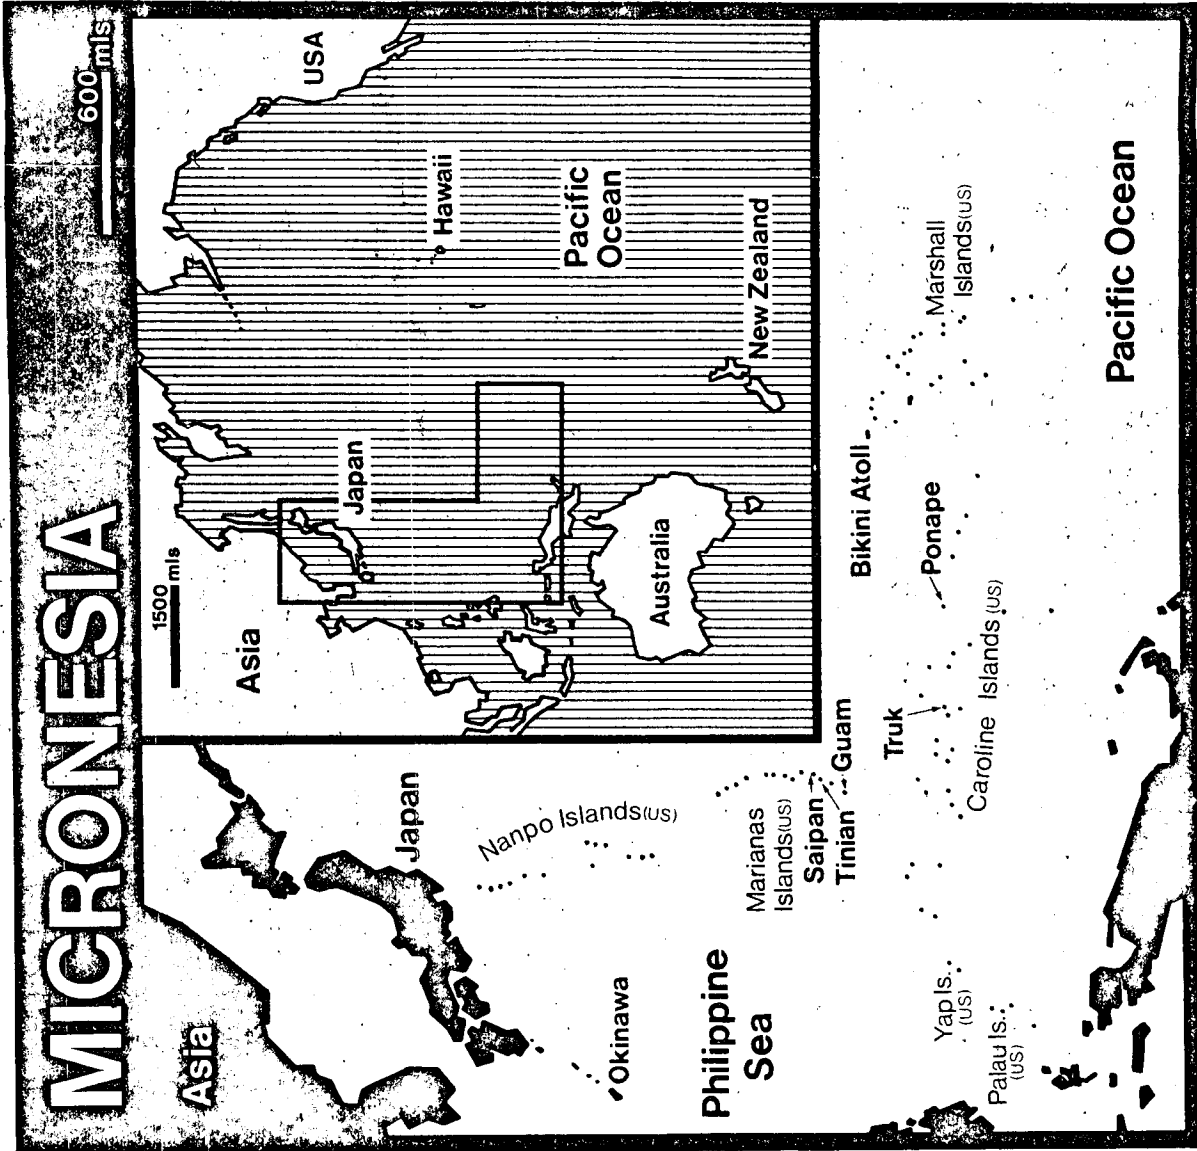 MICRONESIA
600 mls
Asia
Japan
Okinawa
Nanpo Islands(US)
Philippine
Sea
Marianas
Islands(US)
Saipan
Tinian
Guam
Yap Is.
(US)
Palau Is.
(US)
Truk
Caroline Islands(US)
Ponape
Bikini Atoll
Marshall
Islands(US)
Pacific Ocean
1500 mls
Asia
Japan
USA
Hawaii
Pacific
Ocean
Australia
New Zealand